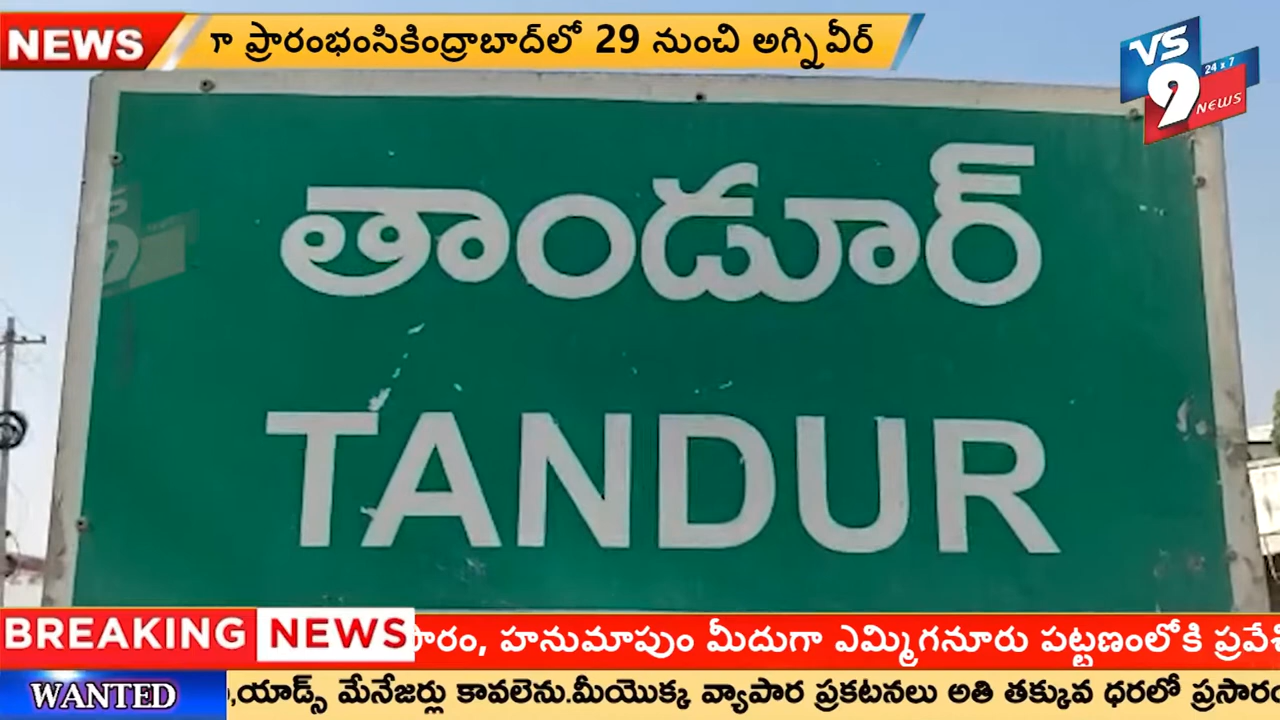 NEWS
ప్రారంభంసికింద్రాబాద్‌లో 29 నుంచి అగ్నివీర్
VS
24 x 7
9
NEWS
తాండూర్
TANDUR
BREAKING NEWS
హనుమాపుం మీదుగా ఎమ్మిగనూరు పట్టణంలోకి
WANTED
,యాడ్స్ మేనేజర్లు కావలెను.మీయొక్క వ్యాపార ప్రకటనలు అతి తక్కువ ధరలో